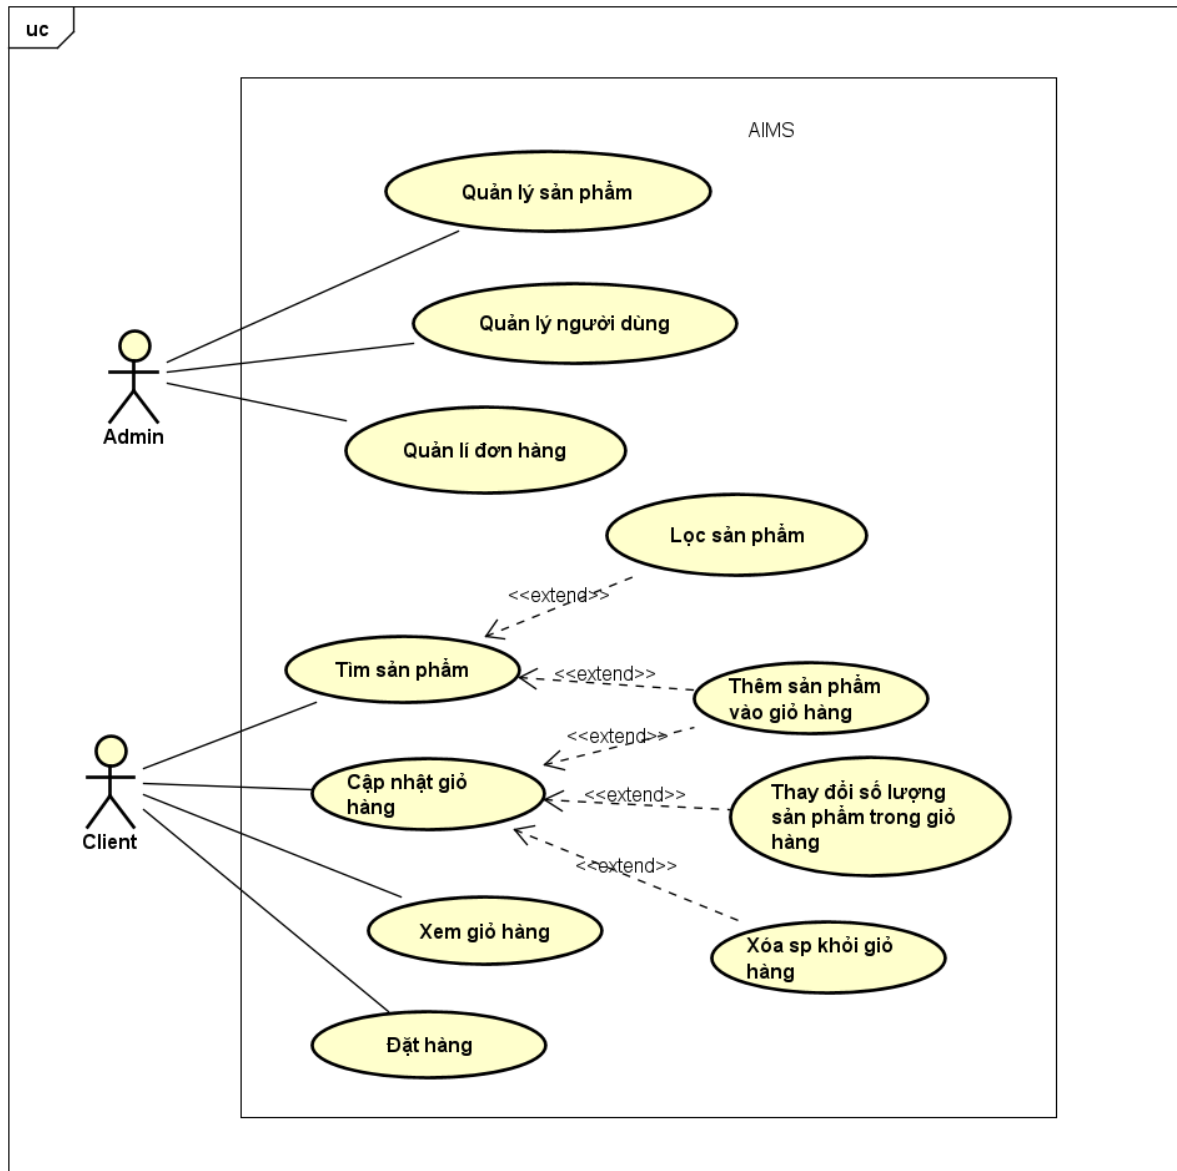 uc
AIMS
Quản lý sản phẩm
Quản lý người dùng
Admin
Quản lí đơn hàng
Lọc sản phẩm
<<extend>>
Tìm sản phẩm
<<extend>>
Thêm sản phẩm
vào giỏ hàng
<<extend>>
Cập nhật giỏ
hàng
<<extend>>
Thay đổi số lượng
sản phẩm trong giỏ
hàng
Client
<<extend>>
Xem giỏ hàng
Xóa sp khỏi giỏ
hàng
Đặt hàng